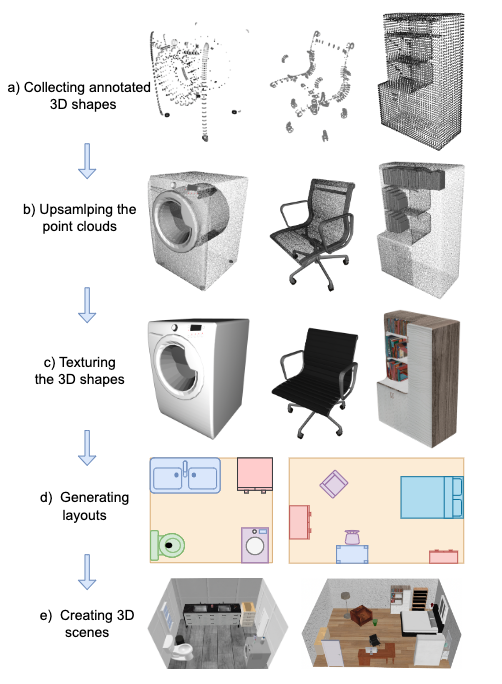 a) Collecting annotated
3D shapes
b) Upsamlping the
point clouds
c) Texturing
the 3D shapes
d) Generating
layouts
e) Creating 3D
scenes